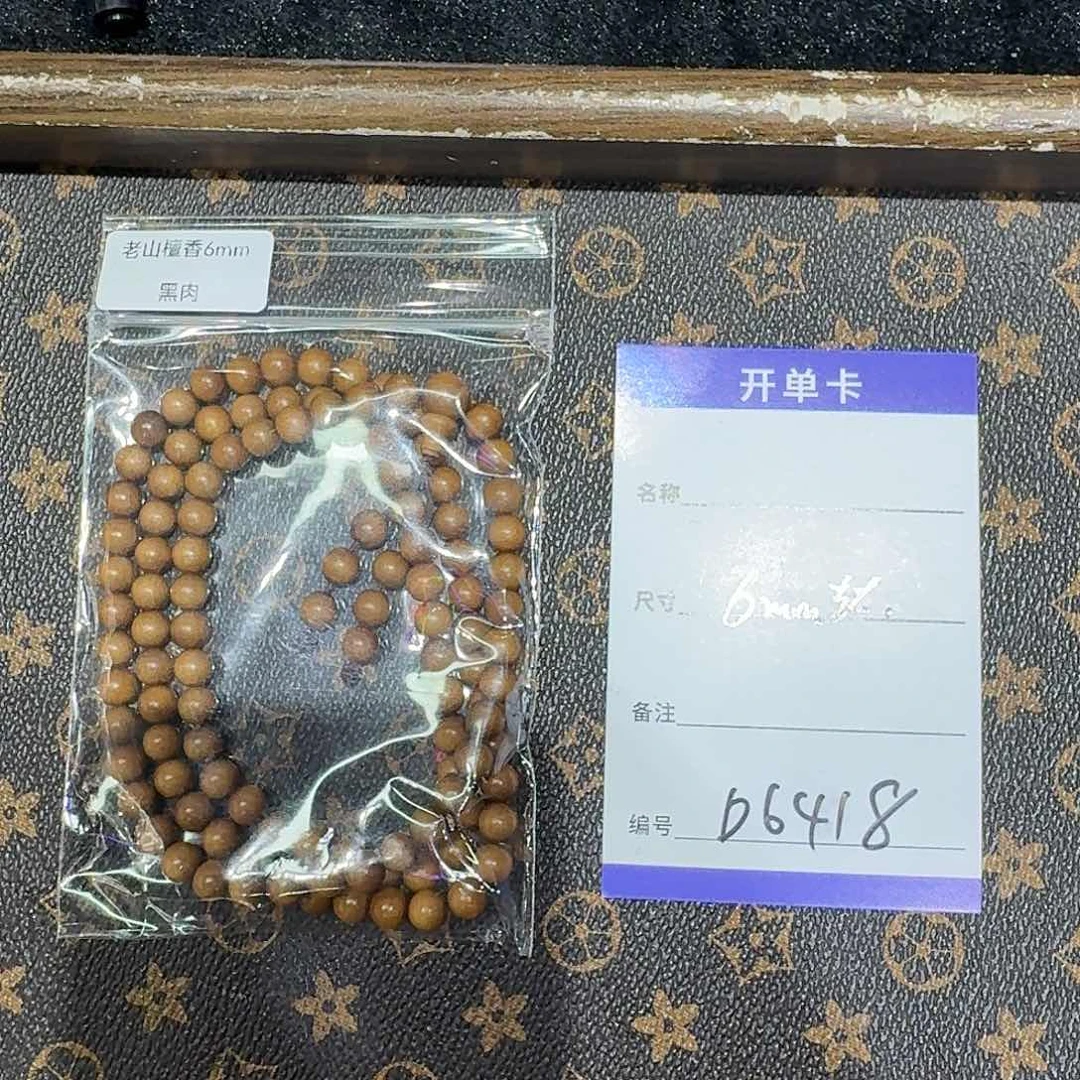 老山檀香6mm
黑肉
开单卡
名称
尺寸 6mm
备注
编号 D6418